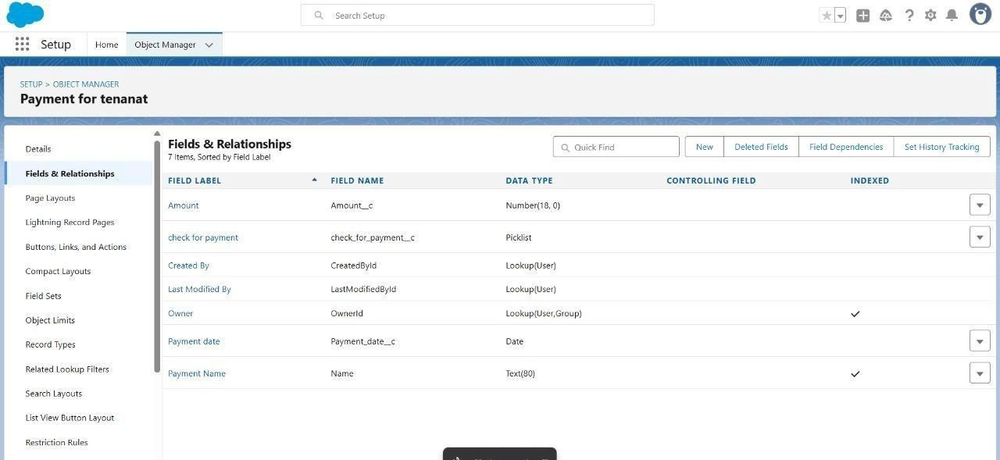 Search Setup
Setup
Home
Object Manager
SETUP > OBJECT MANAGER
Payment for tenanat
Details
Fields & Relationships
Page Layouts
Lightning Record Pages
Buttons, Links, and Actions
Compact Layouts
Field Sets
Object Limits
Record Types
Related Lookup Filters
Search Layouts
List View Button Layout
Restriction Rules
Fields & Relationships
7 Items, Sorted by Field Label
Quick Find
New
Deleted Fields
Field Dependencies
Set History Tracking
FIELD LABEL FIELD NAME DATA TYPE CONTROLLING FIELD INDEXED
Amount Amount__c Number(18, 0)
check for payment check_for_payment__c Picklist
Created By CreatedById Lookup(User)
Last Modified By LastModifiedById Lookup(User)
Owner OwnerId Lookup(User,Group)
Payment date Payment_date__c Date
Payment Name Name Text(80)